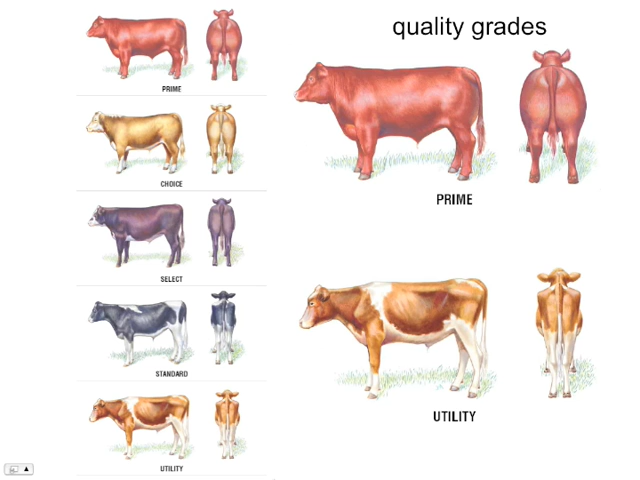 quality grades
PRIME
CHOICE
SELECT
STANDARD
UTILITY
PRIME
UTILITY